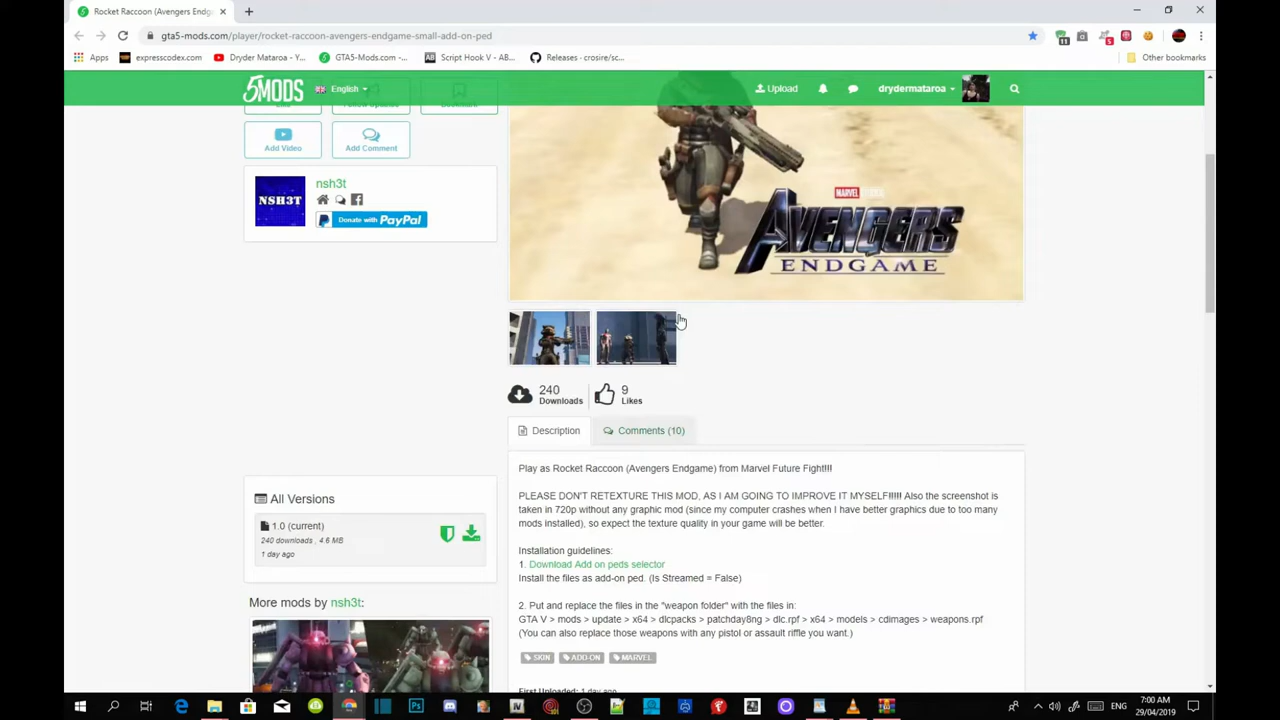 Rocket Raccoon (Avengers Endg
gta5-mods.com/player/rocket-raccoon-avengers-endgame-small-add-on-ped
Apps
expresscodex.com
Dryder Mataroa - Y...
GTA5-Mods.com -...
Script Hook V - AB...
Releases · crosire/sc...
Other bookmarks
5MODS
English
Upload
drydermataroa
Add Video
Add Comment
nsh3t
NSH3T
Donate with PayPal
MARVEL
AVENGERS
ENDGAME
240
Downloads
9
Likes
Description
Comments (10)
Play as Rocket Raccoon (Avengers Endgame) from Marvel Future Fight!!!
PLEASE DON'T RETEXTURE THIS MOD, AS I AM GOING TO IMPROVE IT MYSELF!!!!! Also the screenshot is
taken in 720p without any graphic mod (since my computer crashes when I have better graphics due to too many
mods installed), so expect the texture quality in your game will be better.
Installation guidelines:
1. Download Add on peds selector
Install the files as add-on ped. (Is Streamed = False)
2. Put and replace the files in the "weapon folder" with the files in:
GTA V > mods > update > x64 > dlcpacks > patchday8ng > dlc.rpf > x64 > models > cdimages > weapons.rpf
(You can also replace those weapons with any pistol or assault riffle you want.)
SKIN
ADD-ON
MARVEL
First Uploaded: 1 day ago
All Versions
1.0 (current)
240 downloads , 4.6 MB
1 day ago
More mods by nsh3t:
ENG
7:00 AM
29/04/2019